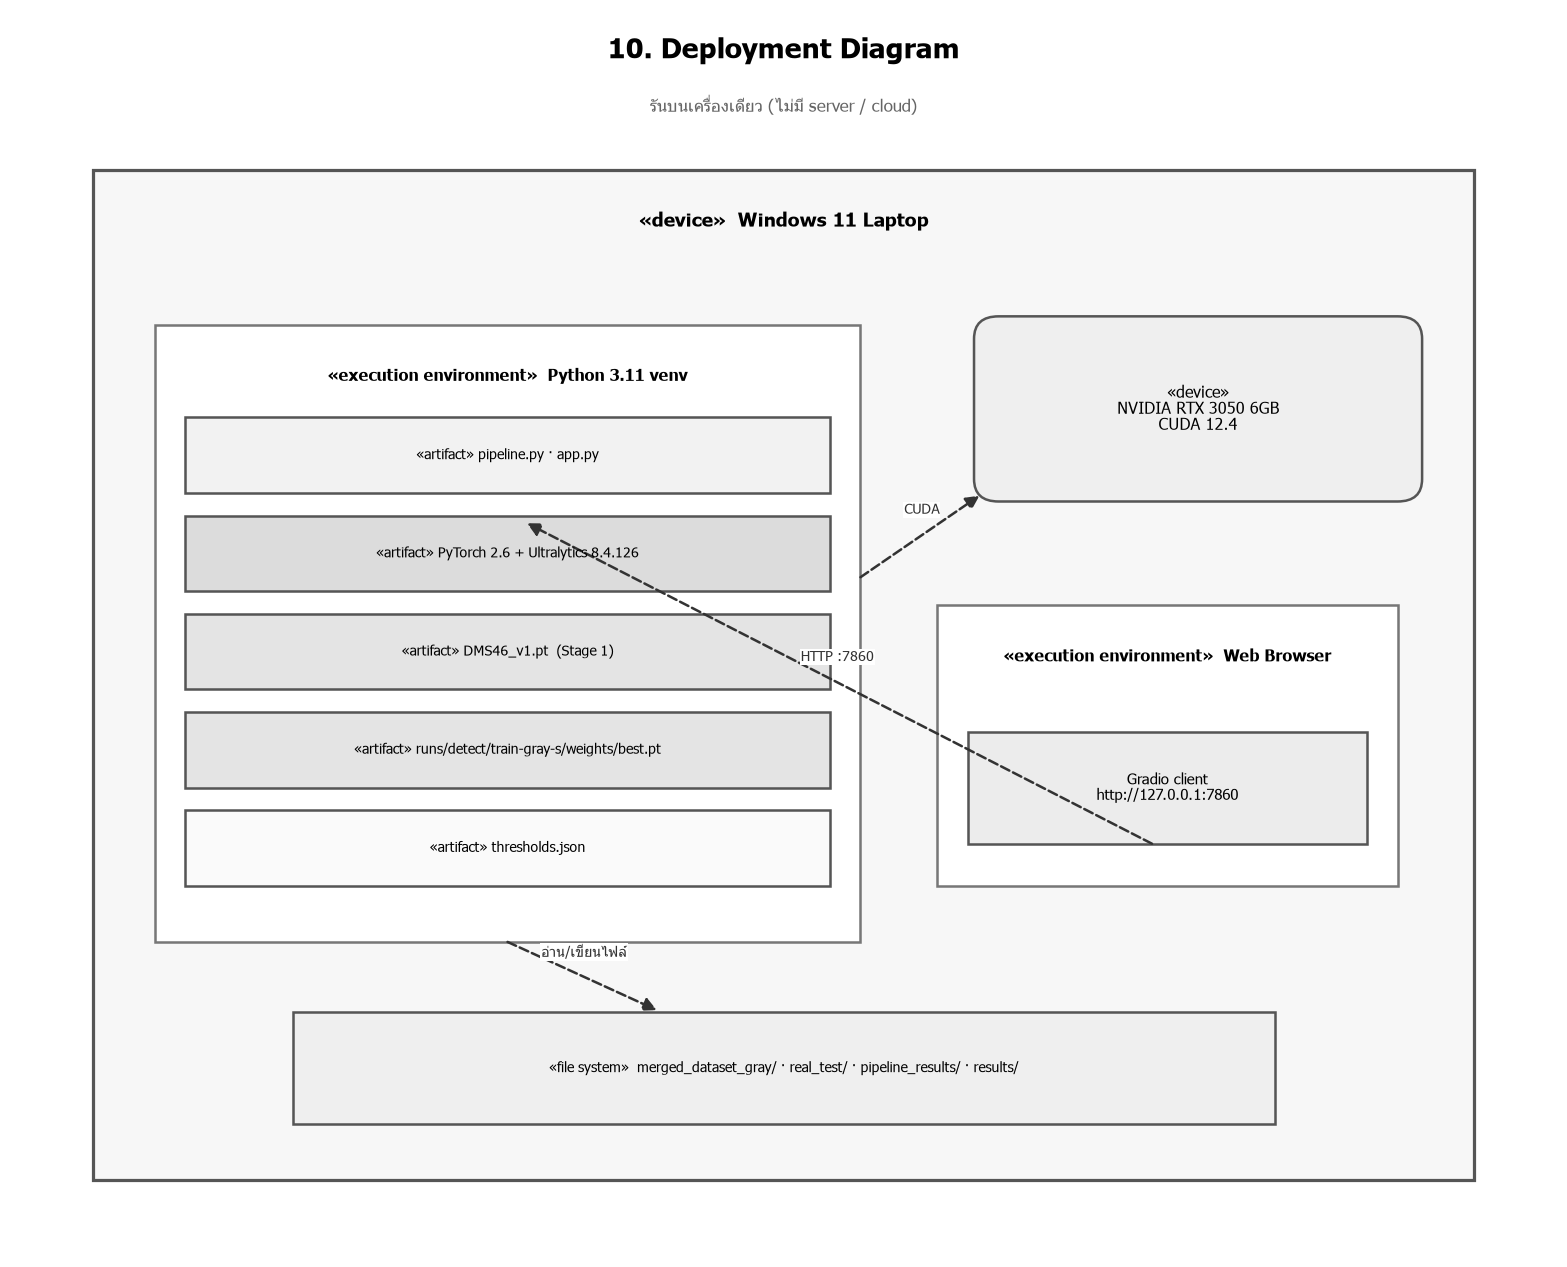 10. Deployment Diagram
รันบนเครื่องเดียว (ไม่มี server / cloud)
«device»  Windows 11 Laptop
«execution environment»  Python 3.11 venv
«artifact» pipeline.py · app.py
«artifact» PyTorch 2.6 + Ultralytics 8.4.126
«artifact» DMS46_v1.pt  (Stage 1)
«artifact» runs/detect/train-gray-s/weights/best.pt
«artifact» thresholds.json
«device»
NVIDIA RTX 3050 6GB
CUDA 12.4
CUDA
HTTP :7860
«execution environment»  Web Browser
Gradio client
http://127.0.0.1:7860
อ่าน/เขียนไฟล์
«file system»  merged_dataset_gray/ · real_test/ · pipeline_results/ · results/